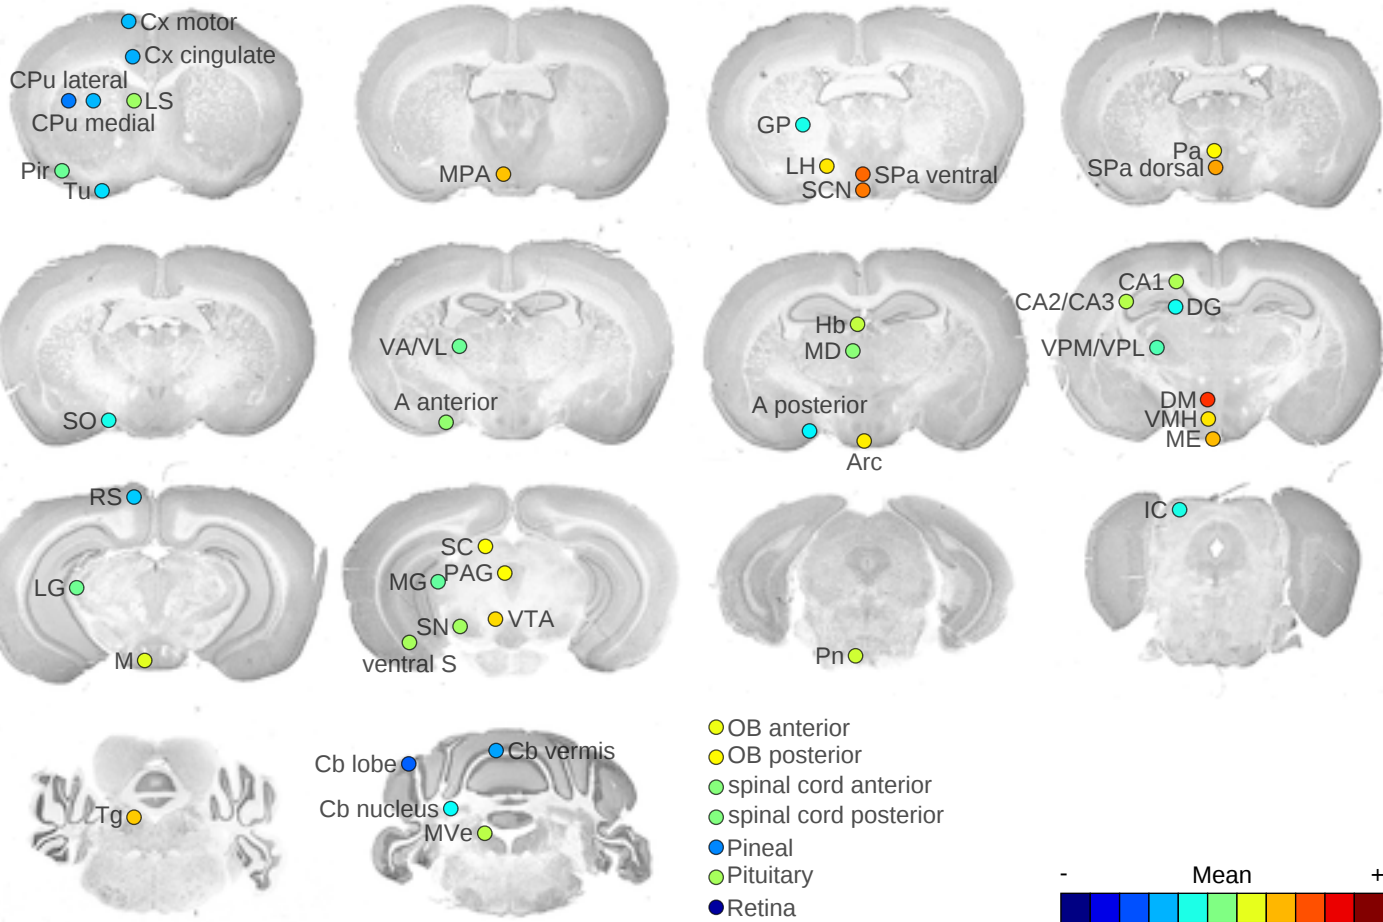 Cx motor
Cx cingulate
CPu lateral
LS
CPu medial
Pir
Tu
MPA
GP
LH
SPa ventral
SCN
Pa
SPa dorsal
SO
VA/VL
A anterior
Hb
MD
A posterior
Arc
CA1
CA2/CA3
DG
VPM/VPL
DM
VMH
ME
RS
LG
M
SC
PAG
MG
VTA
SN
ventral S
Pn
IC
Tg
Cb lobe
Cb vermis
Cb nucleus
MVe
OB anterior
OB posterior
spinal cord anterior
spinal cord posterior
Pineal
Pituitary
Retina
- Mean +